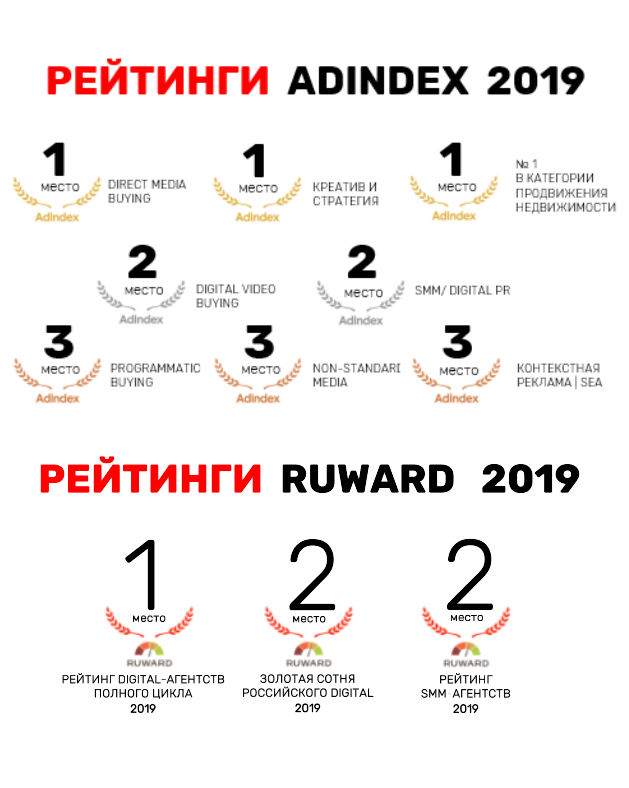 РЕЙТИНГИ ADINDEX 2019
1
место
Adindex
DIRECT MEDIA
BUYING
1
место
Adindex
КРЕАТИВ И
СТРАТЕГИЯ
1
место
Adindex
№ 1
В КАТЕГОРИИ
ПРОДВИЖЕНИЯ
НЕДВИЖИМОСТИ
2
место
Adindex
DIGITAL VIDEO
BUYING
2
место
Adindex
SMM/ DIGITAL PR
3
место
Adindex
PROGRAMMATIC
BUYING
3
место
Adindex
NON-STANDARD
MEDIA
3
место
Adindex
КОНТЕКСТНАЯ
РЕКЛАМА | SEA
РЕЙТИНГИ RUWARD 2019
1
место
RUWARD
РЕЙТИНГ DIGITAL-АГЕНТСТВ
ПОЛНОГО ЦИКЛА
2019
2
место
RUWARD
ЗОЛОТАЯ СОТНЯ
РОССИЙСКОГО DIGITAL
2019
2
место
RUWARD
РЕЙТИНГ
SMM-АГЕНТСТВ
2019